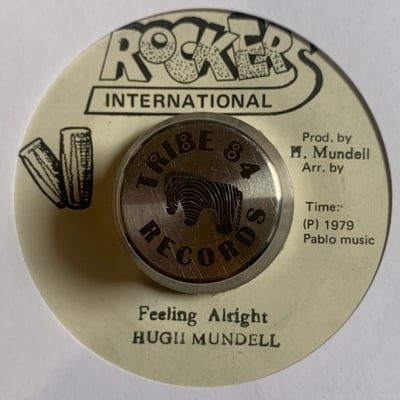 ROCKERS
INTERNATIONAL
Prod. by
H. Mundell
Arr. by
Time:
(P) 1979
Pablo music
TRIBE 84
RECORDS
Feeling Alright
HUGH MUNDELL